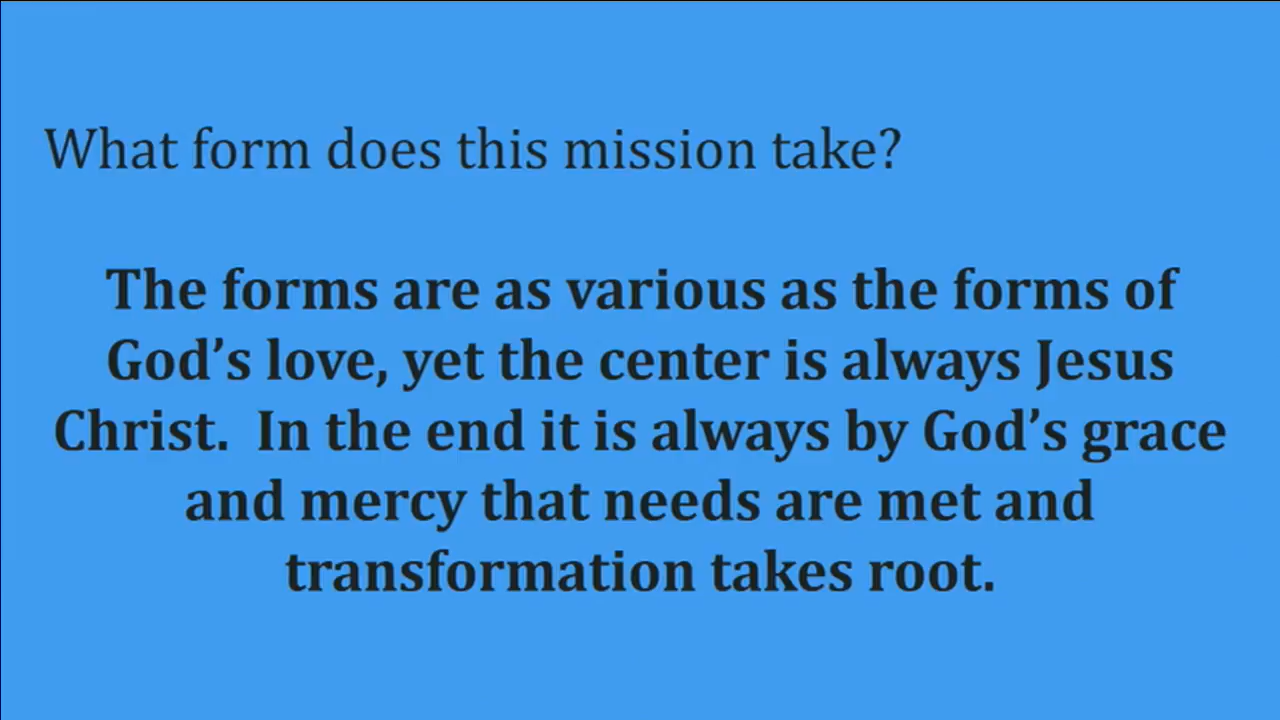 What form does this mission take?
The forms are as various as the forms of
God’s love, yet the center is always Jesus
Christ.  In the end it is always by God’s grace
and mercy that needs are met and
transformation takes root.